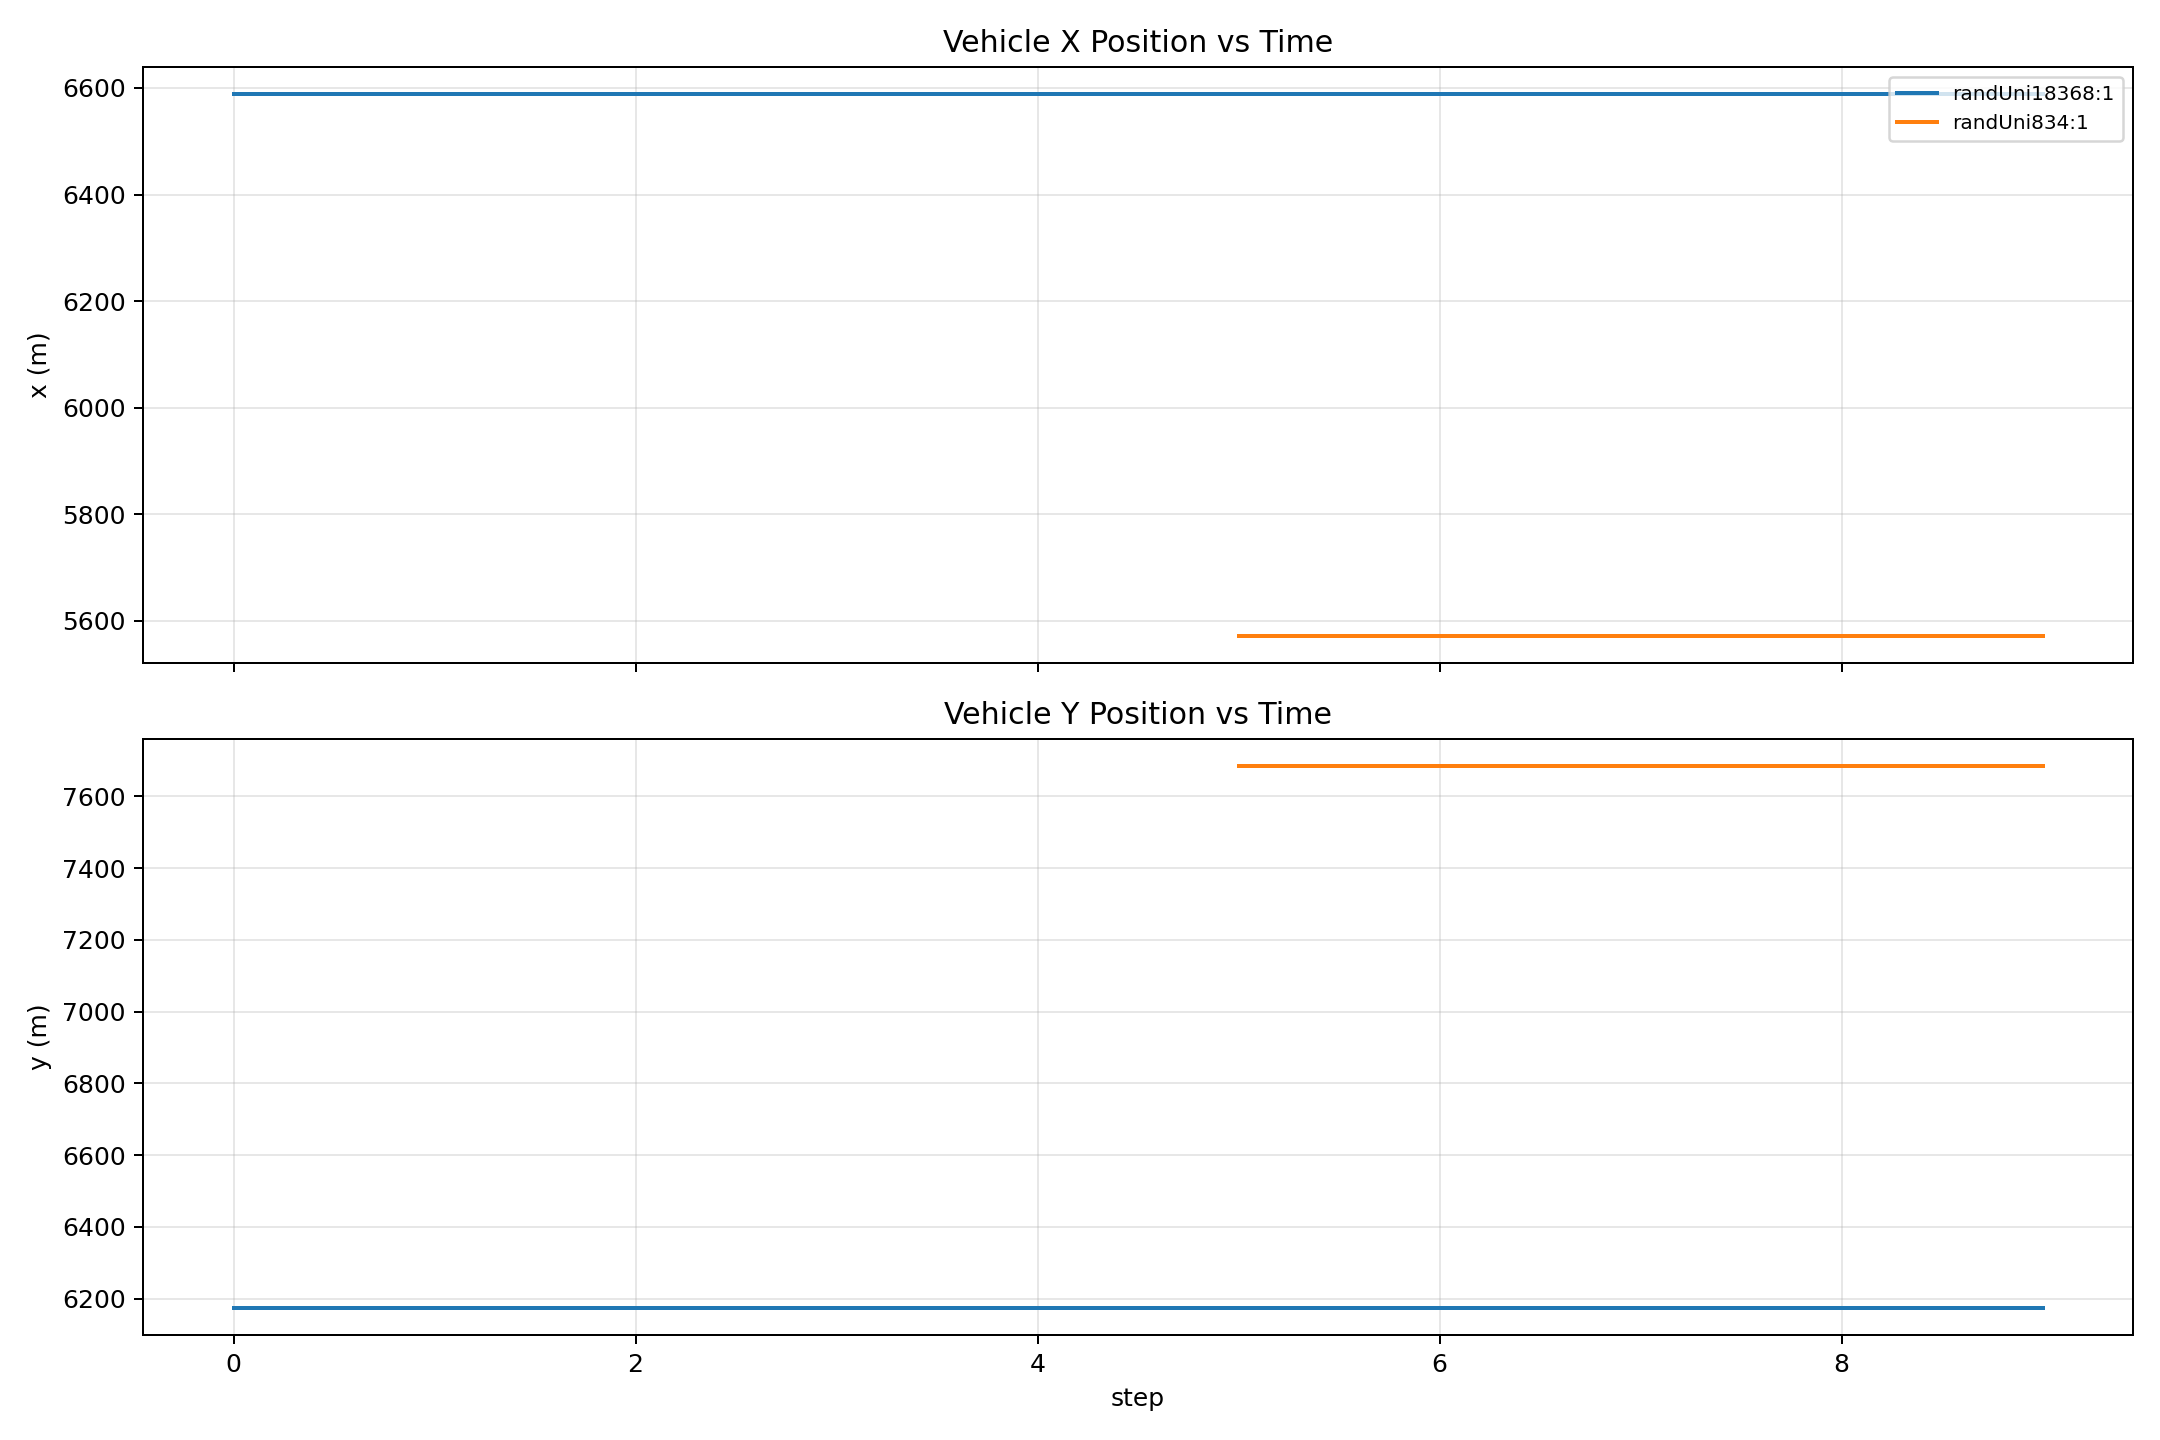 Vehicle X Position vs Time
6600
6400
6200
6000
5800
5600
x (m)
randUni18368:1
randUni834:1
Vehicle Y Position vs Time
7600
7400
7200
7000
6800
6600
6400
6200
y (m)
0 2 4 6 8
step